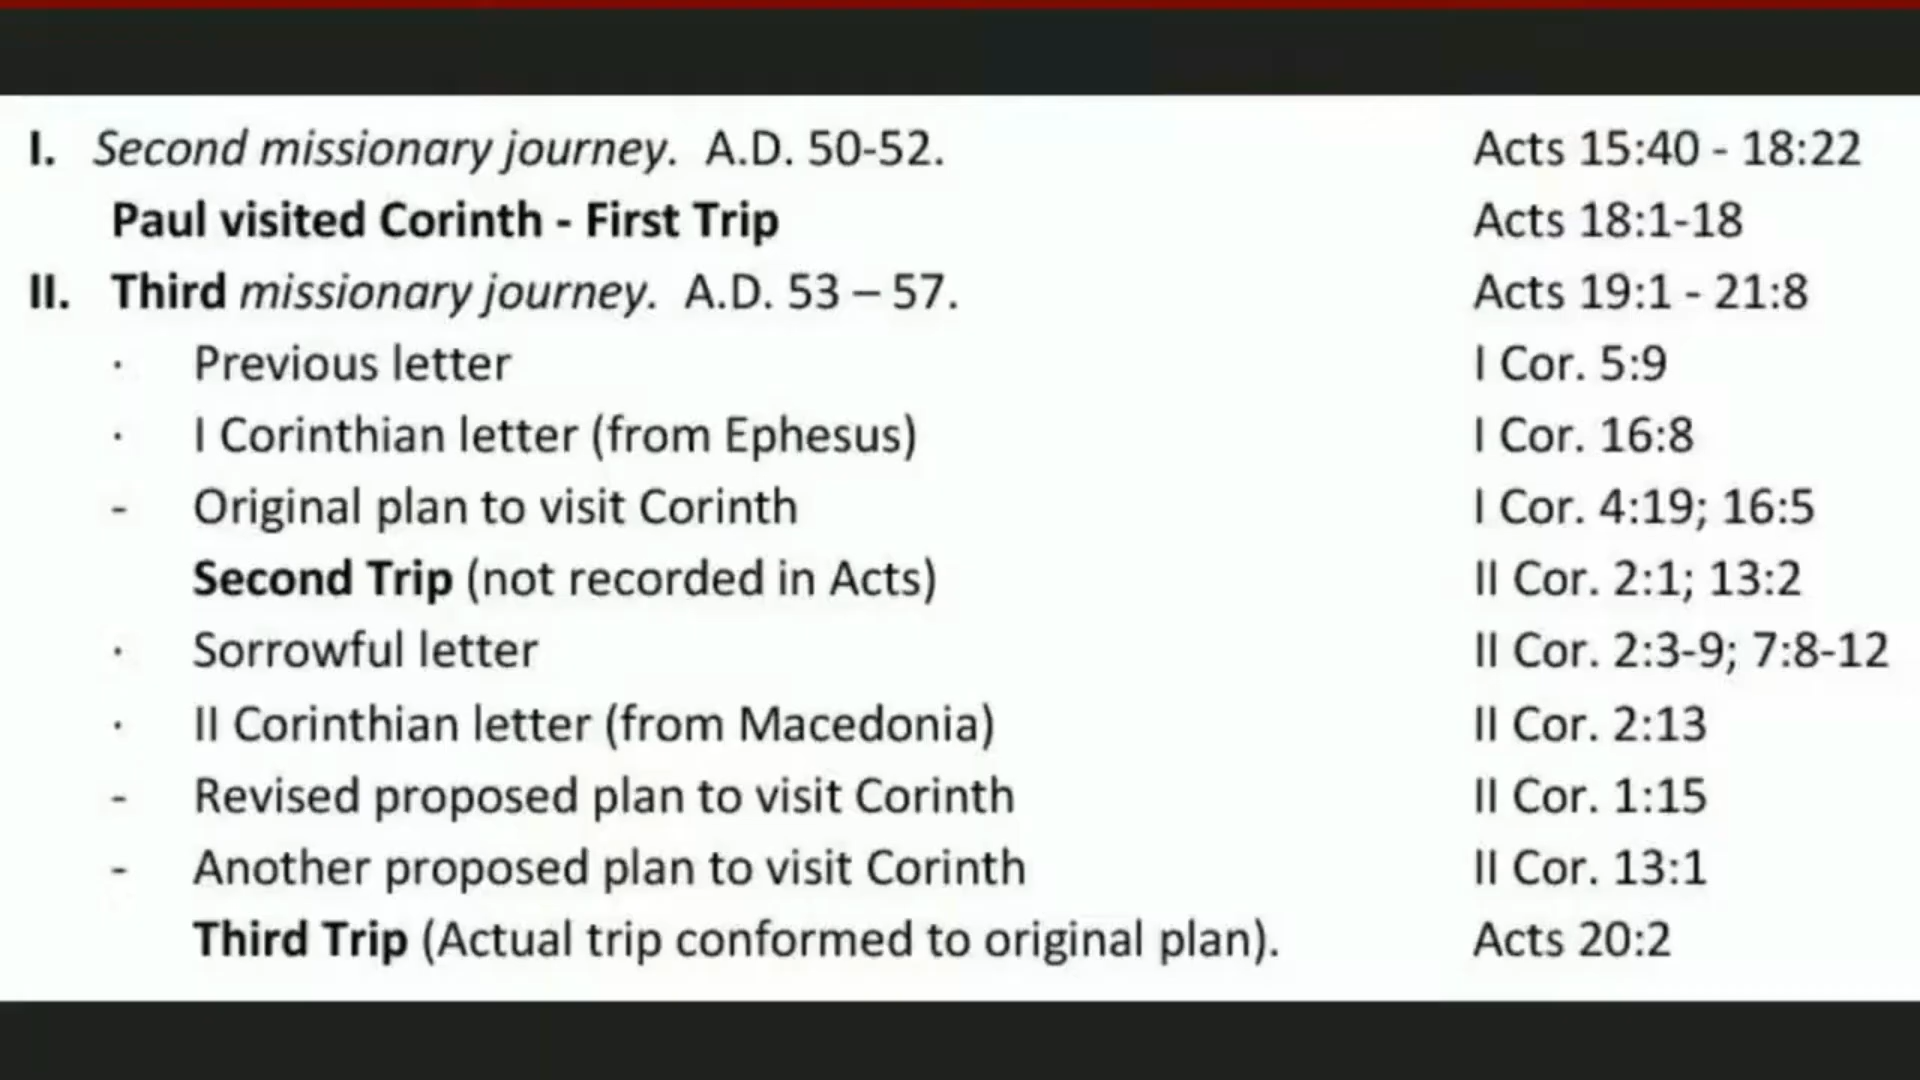 I. Second missionary journey. A.D. 50-52. Acts 15:40 - 18:22
Paul visited Corinth - First Trip Acts 18:1-18
II. Third missionary journey. A.D. 53 – 57. Acts 19:1 - 21:8
· Previous letter I Cor. 5:9
· I Corinthian letter (from Ephesus) I Cor. 16:8
- Original plan to visit Corinth I Cor. 4:19; 16:5
Second Trip (not recorded in Acts) II Cor. 2:1; 13:2
· Sorrowful letter II Cor. 2:3-9; 7:8-12
· II Corinthian letter (from Macedonia) II Cor. 2:13
- Revised proposed plan to visit Corinth II Cor. 1:15
- Another proposed plan to visit Corinth II Cor. 13:1
Third Trip (Actual trip conformed to original plan). Acts 20:2